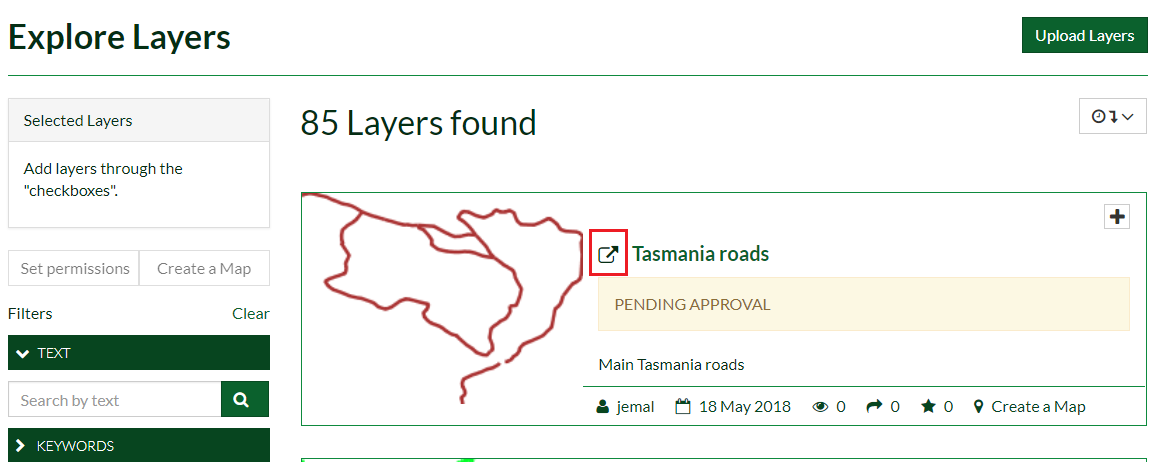 Explore Layers
Upload Layers
Selected Layers
Add layers through the
"checkboxes".
Set permissions
Create a Map
Filters
Clear
TEXT
Search by text
KEYWORDS
85 Layers found
Tasmania roads
PENDING APPROVAL
Main Tasmania roads
jemal 18 May 2018 0 0 0 Create a Map